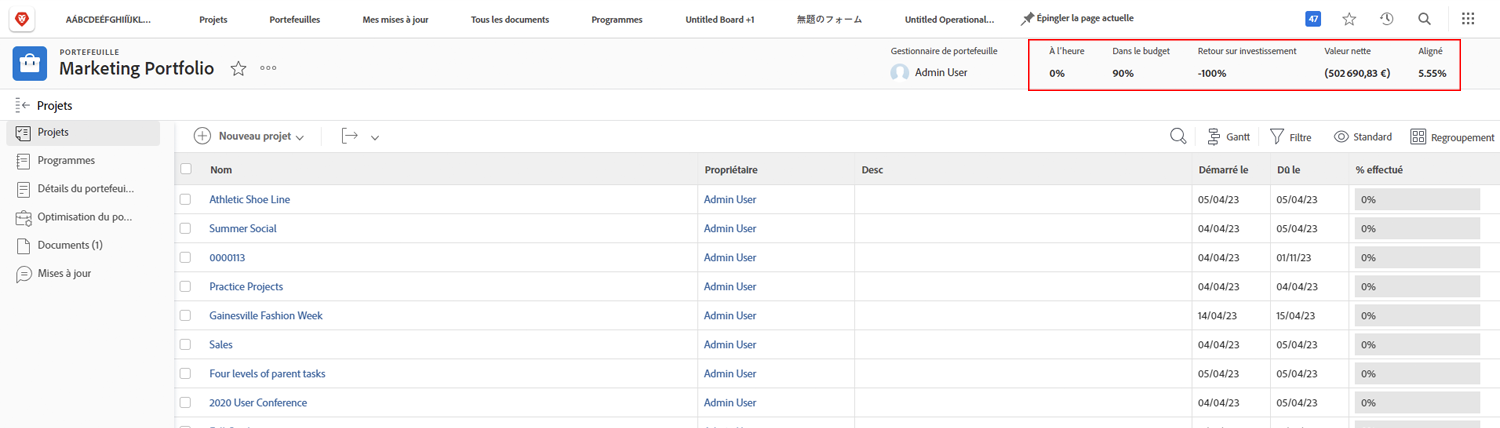 AÁBCDEÉFGHIÍÏJKL... Projets Portefeuilles Mes mises à jour Tous les documents Programmes Untitled Board +1 無題のフォーム Untitled Operational... Épingler la page actuelle 47
PORTEFEUILLE
Marketing Portfolio
Gestionnaire de portefeuille À l'heure Dans le budget Retour sur investissement Valeur nette Aligné
Admin User 0% 90% -100% (502 690,83 €) 5.55%
Projets
Projets
Programmes
Détails du portefeui...
Optimisation du po...
Documents (1)
Mises à jour
Nouveau projet Gantt Filtre Standard Regroupement
Nom Propriétaire Desc Démarré le Dû le % effectué
Athletic Shoe Line Admin User 05/04/23 05/04/23 0%
Summer Social Admin User 04/04/23 05/04/23 0%
0000113 Admin User 04/04/23 01/11/23 0%
Practice Projects Admin User 04/04/23 04/04/23 0%
Gainesville Fashion Week Admin User 14/04/23 15/04/23 0%
Sales Admin User 04/04/23 05/04/23 0%
Four levels of parent tasks Admin User 05/04/23 05/04/23 0%
2020 User Conference Admin User 04/04/23 05/04/23 0%